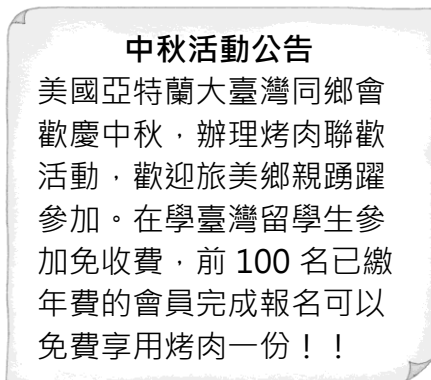 中秋活動公告
美國亞特蘭大臺灣同鄉會
歡慶中秋，辦理烤肉聯歡
活動，歡迎旅美鄉親踴躍
參加。在學臺灣留學生參
加免收費，前 100 名已繳
年費的會員完成報名可以
免費享用烤肉一份！！